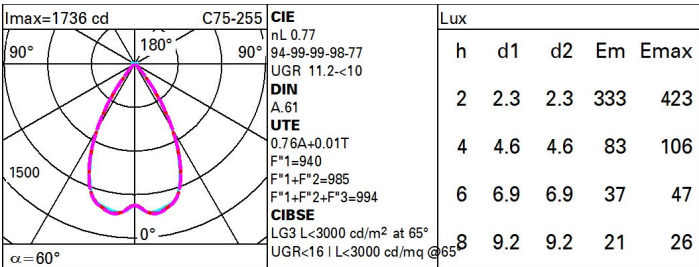 Imax=1736 cd C75-255
90° 180° 90°
1500
0°
α=60°
CIE
nL 0.77
94-99-99-98-77
UGR 11.2-<10
DIN
A.61
UTE
0.76A+0.01T
F"1=940
F"1+F"2=985
F"1+F"2+F"3=994
CIBSE
LG3 L<3000 cd/m² at 65°
UGR<16 | L<3000 cd/mq @65°
Lux
h d1 d2 Em Emax
2 2.3 2.3 333 423
4 4.6 4.6 83 106
6 6.9 6.9 37 47
8 9.2 9.2 21 26